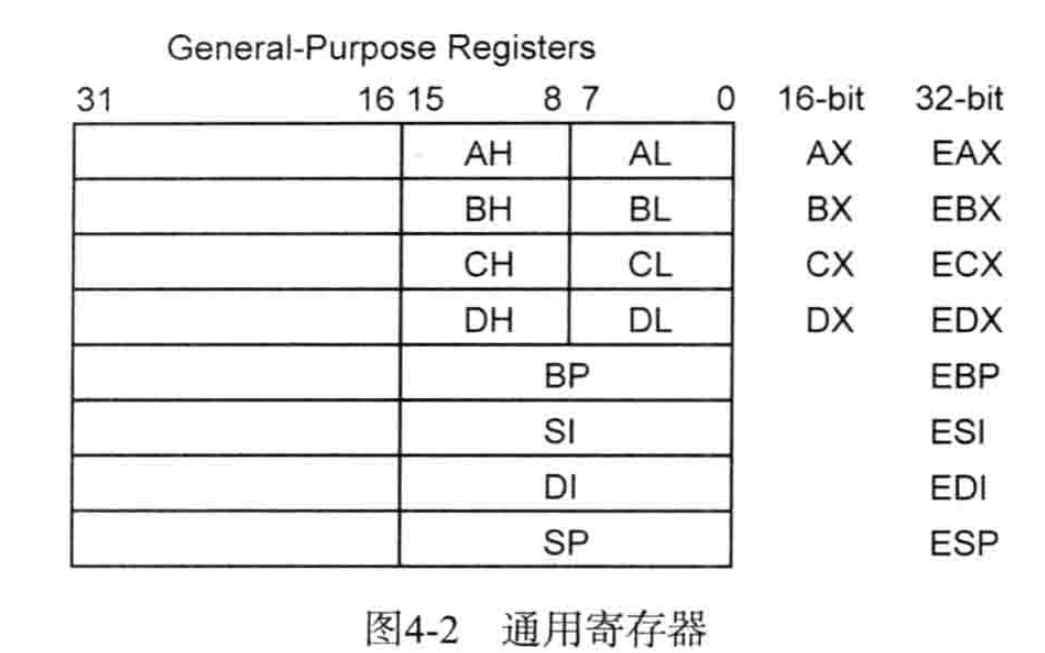 General-Purpose Registers
31 16 15 8 7 0 16-bit 32-bit
AH AL AX EAX
BH BL BX EBX
CH CL CX ECX
DH DL DX EDX
BP EBP
SI ESI
DI EDI
SP ESP
图4-2 通用寄存器